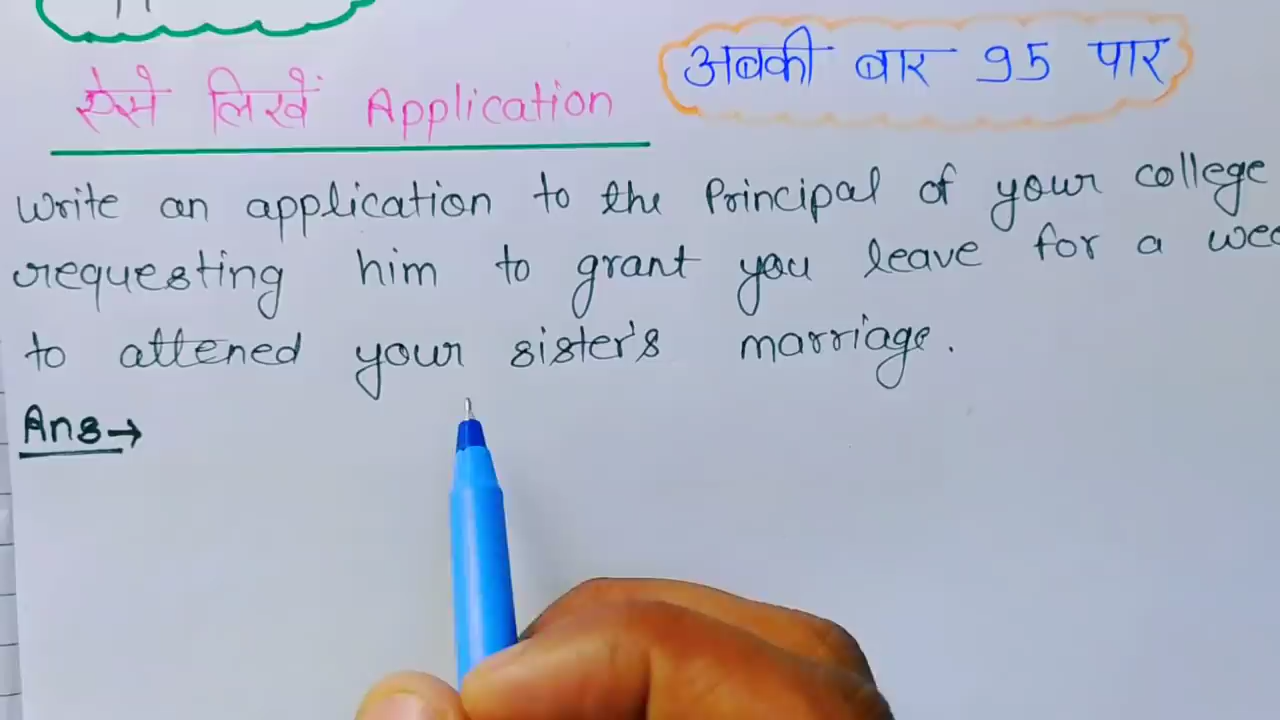 ऐसे लिखें Application
अबकी बार 95 पार
Write an application to the Principal of your college
requesting him to grant you leave for a
to attened your sister's marriage.
Ans→